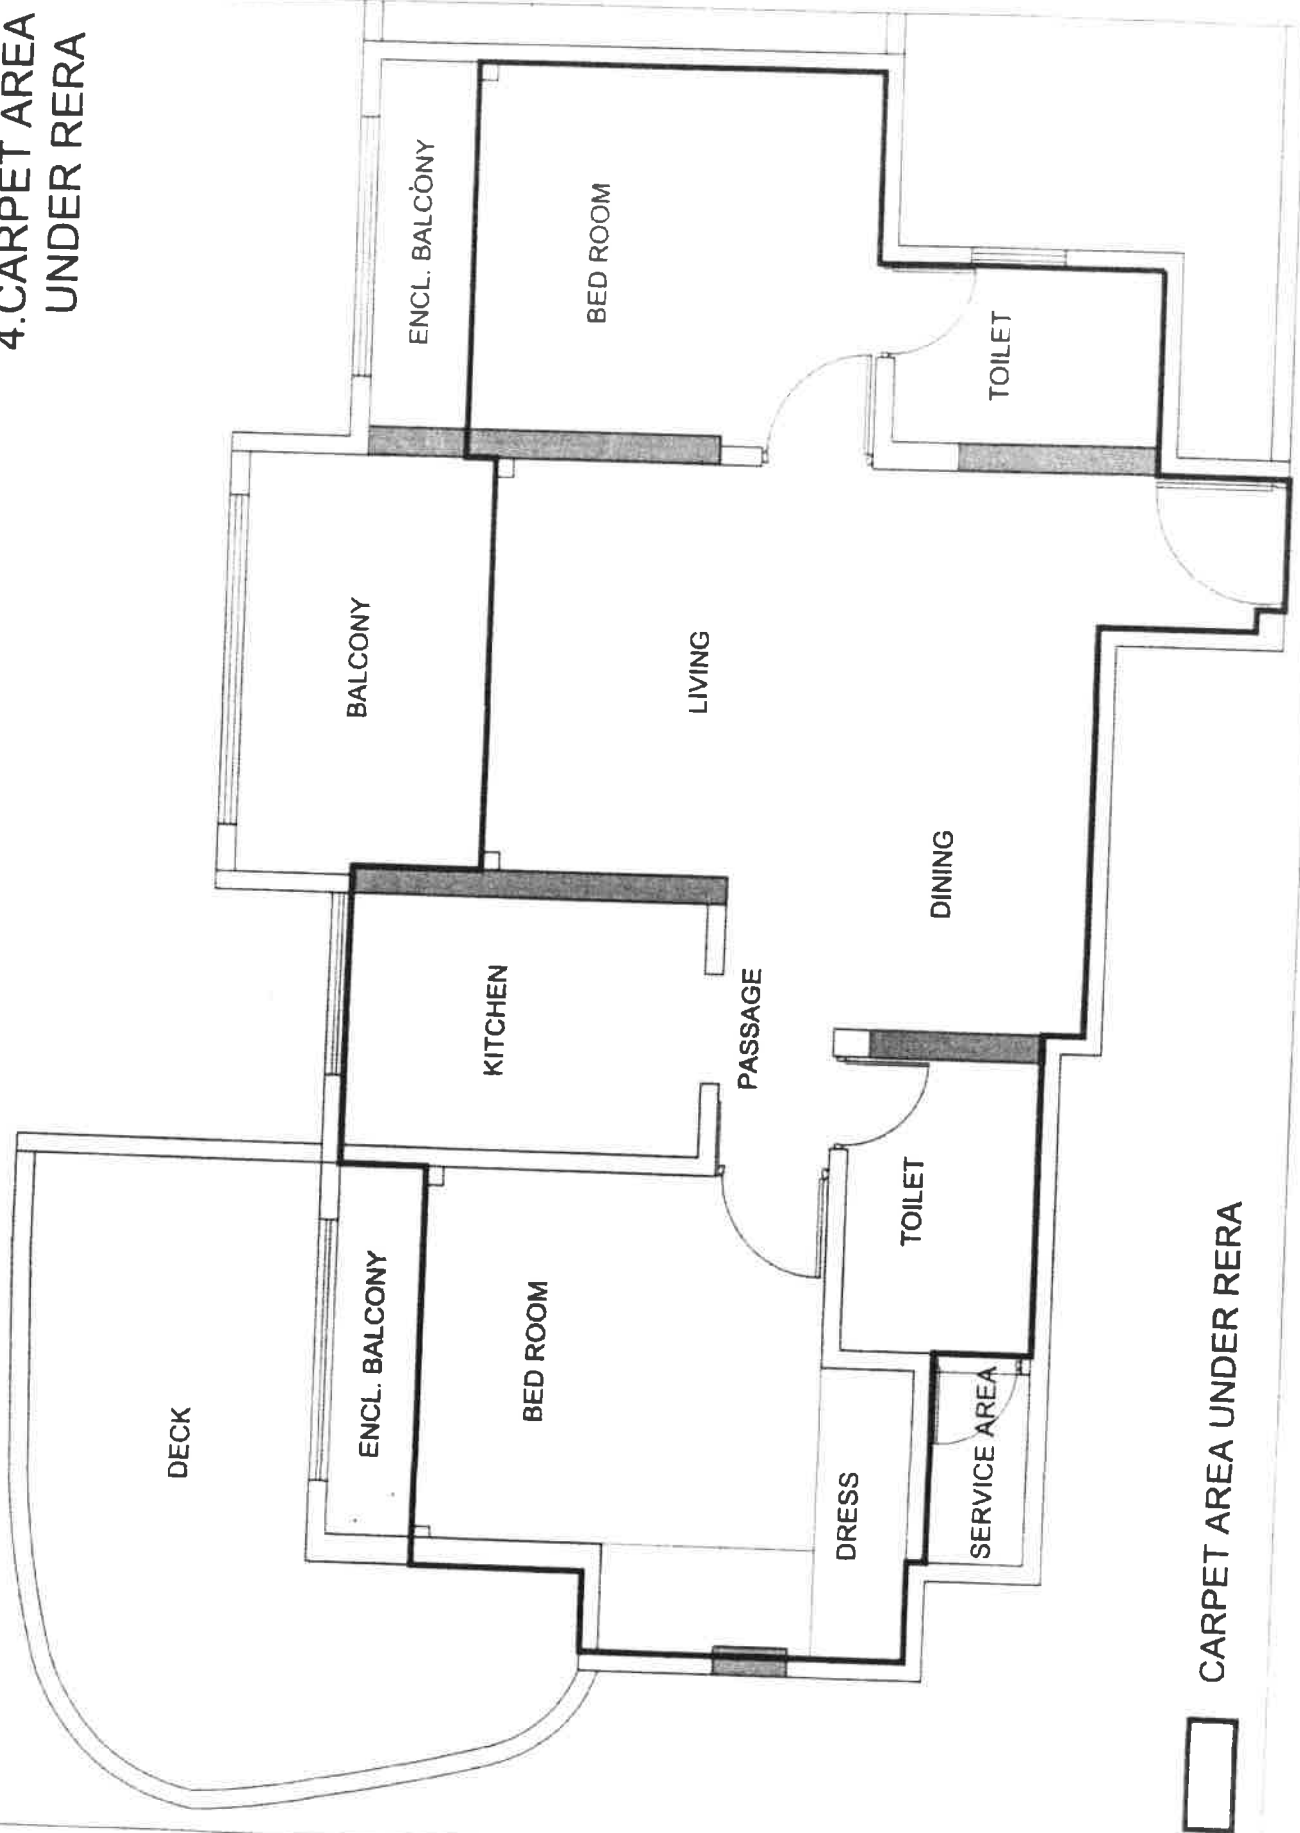 4.CARPET AREA
UNDER RERA
DECK
ENCL. BALCONY
BED ROOM
DRESS
SERVICE AREA
TOILET
KITCHEN
PASSAGE
DINING
BALCONY
LIVING
ENCL. BALCONY
BED ROOM
TOILET
CARPET AREA UNDER RERA